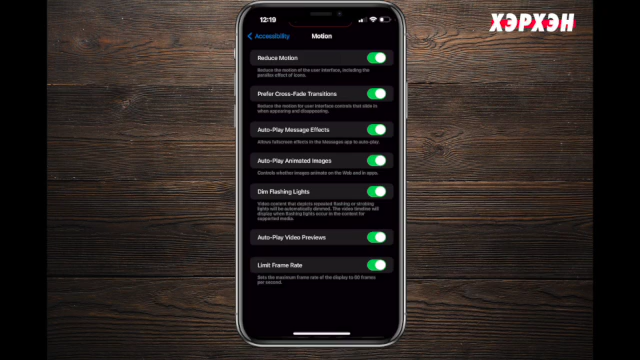 ХЭРХЭН
12:19
Accessibility
Motion
Reduce Motion
Reduce the motion of the user interface, including the
parallax effect of icons.
Prefer Cross-Fade Transitions
Reduce the motion for user interface controls that slide in
when appearing and disappearing.
Auto-Play Message Effects
Allows fullscreen effects in the Messages app to auto-play.
Auto-Play Animated Images
Controls whether images animate on the Web and in apps.
Dim Flashing Lights
Video content that depicts repeated flashing or strobing
lights will be automatically dimmed. The video timeline will
display when flashing lights occur in the content for
supported media.
Auto-Play Video Previews
Limit Frame Rate
Sets the maximum frame rate of the display to 60 frames
per second.